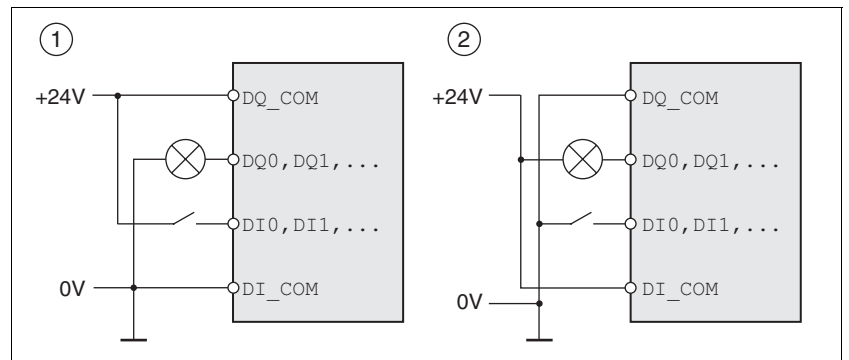 1
+24V
DQ_COM
DQ0,DQ1,...
DI0,DI1,...
0V
DI_COM
2
+24V
DQ_COM
DQ0,DQ1,...
DI0,DI1,...
DI_COM
0V